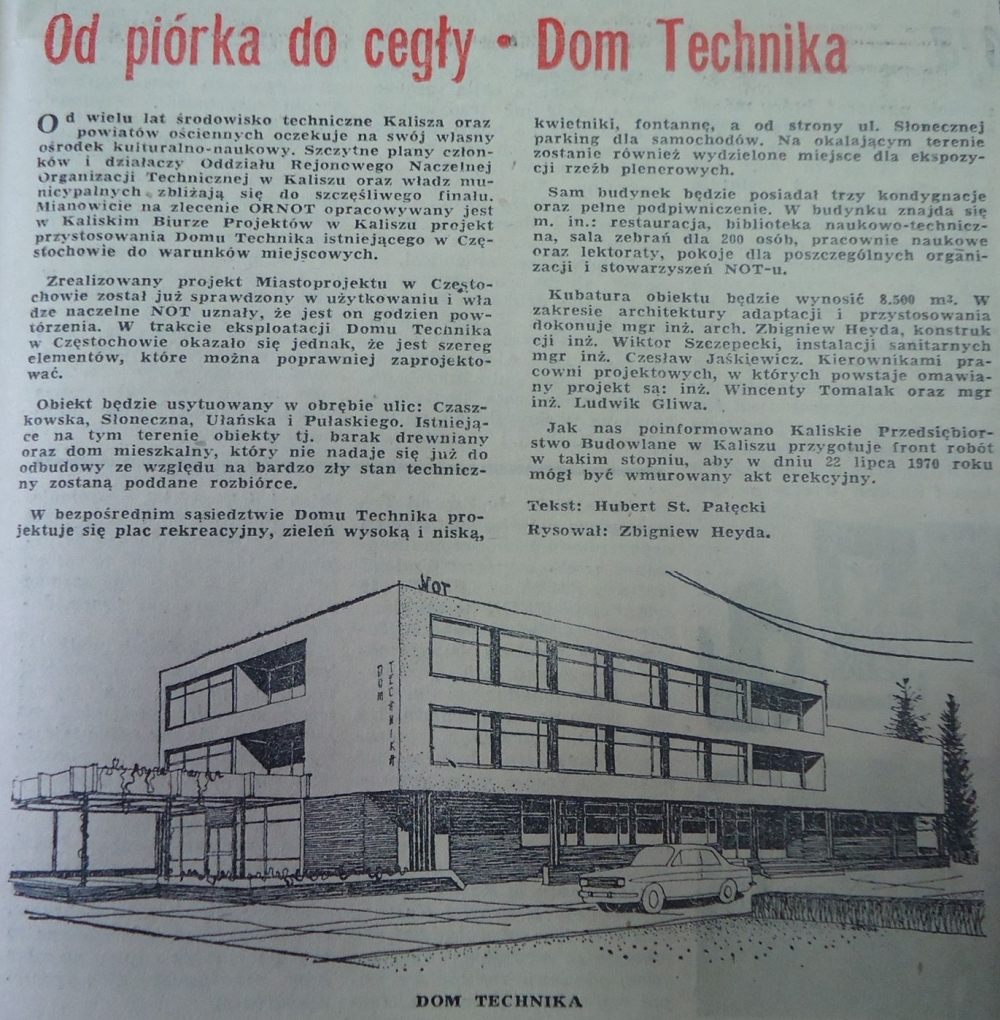 Od piórka do cegły • Dom Technika
Od wielu lat środowisko techniczne Kalisza oraz
powiatów ościennych oczekuje na swój własny
ośrodek kulturalno-naukowy. Szczytne plany człon-
ków i działaczy Oddziału Rejonowego Naczelnej
Organizacji Technicznej w Kaliszu oraz władz mu-
nicypalnych zbliżają się do szczęśliwego finału.
Mianowicie na zlecenie ORNOT opracowywany jest
w Kaliskim Biurze Projektów w Kaliszu projekt
przystosowania Domu Technika istniejącego w Czę-
stochowie do warunków miejscowych.
Zrealizowany projekt Miastoprojektu w Często-
chowie został już sprawdzony w użytkowaniu i wła
dze naczelne NOT uznały, że jest on godzien pow-
tórzenia. W trakcie eksploatacji Domu Technika
w Częstochowie okazało się jednak, że jest szereg
elementów, które można poprawniej zaprojekto-
wać.
Obiekt będzie usytuowany w obrębie ulic: Czasz-
kowska, Słoneczna, Ułańska i Pułaskiego. Istnieją-
ce na tym terenie obiekty tj. barak drewniany
oraz dom mieszkalny, który nie nadaje się już do
odbudowy ze względu na bardzo zły stan technicz-
ny zostaną poddane rozbiórce.
W bezpośrednim sąsiedztwie Domu Technika pro-
jektuje się plac rekreacyjny, zieleń wysoką i niską,
kwietniki, fontannę, a od strony ul. Słonecznej
parking dla samochodów. Na okalającym terenie
zostanie również wydzielone miejsce dla ekspozy-
cji rzeźb plenerowych.
Sam budynek będzie posiadał trzy kondygnacje
oraz pełne podpiwniczenie. W budynku znajda się
m. in.: restauracja, biblioteka naukowo-technicz-
na, sala zebrań dla 200 osób, pracownie naukowe
oraz lektoraty, pokoje dla poszczególnych organi-
zacji i stowarzyszeń NOT-u.
Kubatura obiektu będzie wynosić 8.500 m³. W
zakresie architektury adaptacji i przystosowania
dokonuje mgr inż. arch. Zbigniew Heyda, konstruk
cji inż. Wiktor Szczepecki, instalacji sanitarnych
mgr inż. Czesław Jaśkiewicz. Kierownikami pra-
cowni projektowych, w których powstaje omawia-
ny projekt są: inż. Wincenty Tomalak oraz mgr
inż. Ludwik Gliwa.
Jak nas poinformowano Kaliskie Przedsiębior-
stwo Budowlane w Kaliszu przygotuje front robót
w takim stopniu, aby w dniu 22 lipca 1970 roku
mógł być wmurowany akt erekcyjny.
Tekst: Hubert St. Pałęcki
Rysował: Zbigniew Heyda.
NOT
DOM TECHNIKA
DOM TECHNIKA